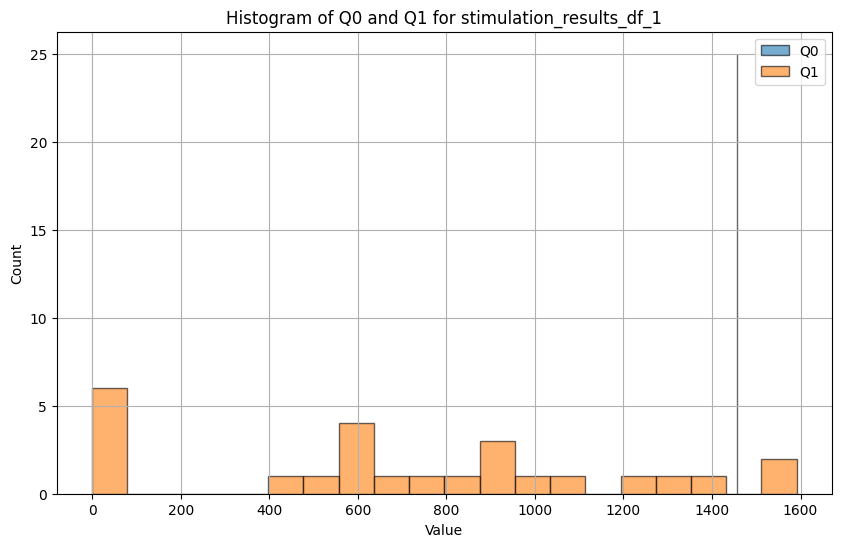 Histogram of Q0 and Q1 for stimulation_results_df_1
Q0
Q1
25
20
15
10
5
0
Count
0 200 400 600 800 1000 1200 1400 1600
Value